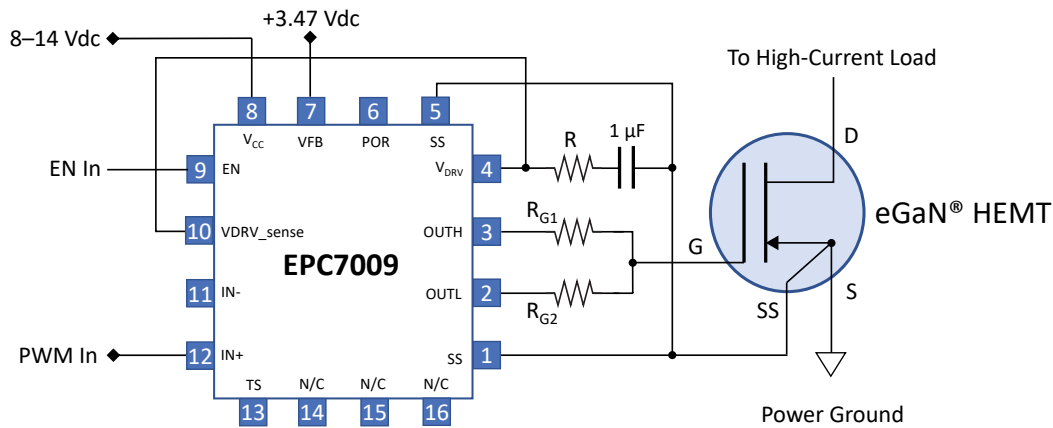 +3.47 Vdc
8–14 Vdc
To High-Current Load
8
7
6
5
VCC
VFB
POR
SS
R
1 μF
D
EN In
9
EN
VDRV
4
10
VDRV_sense
OUTH
3
RG1
eGaN® HEMT
EPC7009
G
11
IN-
OUTL
2
RG2
SS
S
PWM In
12
IN+
SS
1
TS
N/C
N/C
N/C
13
14
15
16
Power Ground